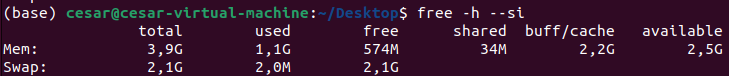 (base) cesar@cesar-virtual-machine:~/Desktop$ free -h --si
total used free shared buff/cache available
Mem: 3,9G 1,1G 574M 34M 2,2G 2,5G
Swap: 2,1G 2,0M 2,1G